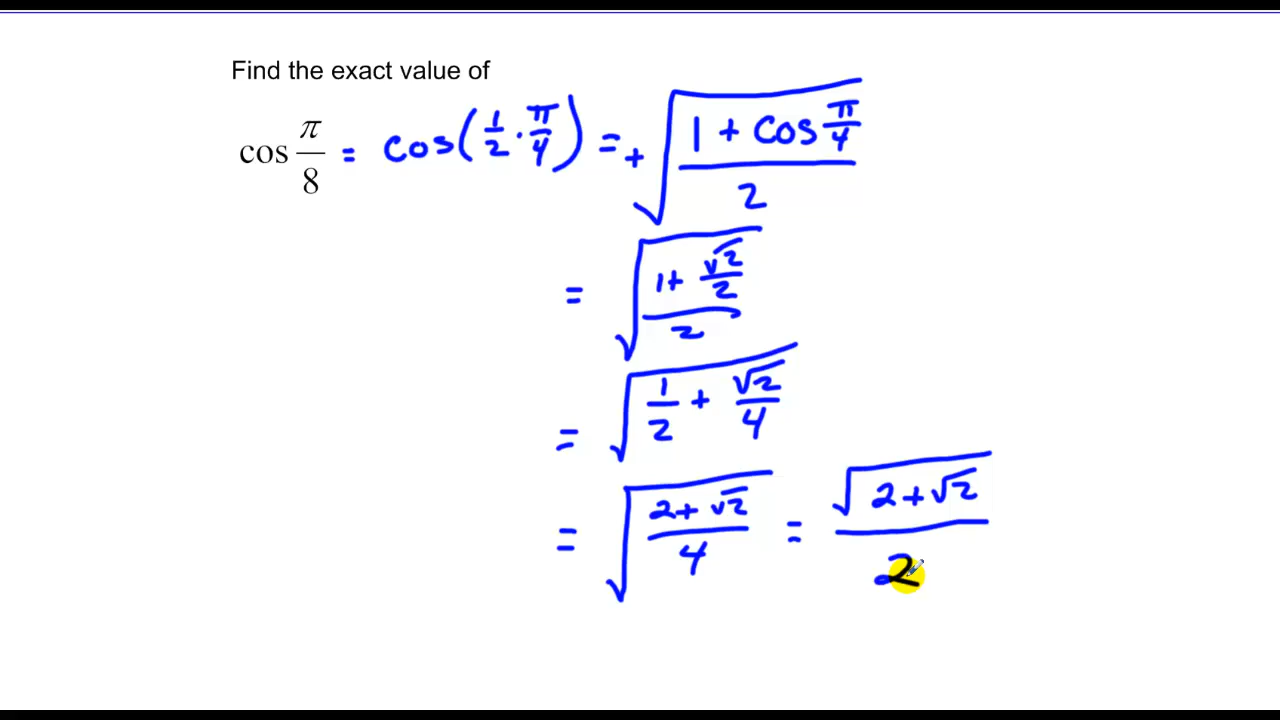 Find the exact value of
cos π/8 = cos(1/2 · π/4) = +√((1 + cos π/4)/2)
= √((1 + √2/2)/2)
= √(1/2 + √2/4)
= √((2 + √2)/4) = √(2 + √2)/2